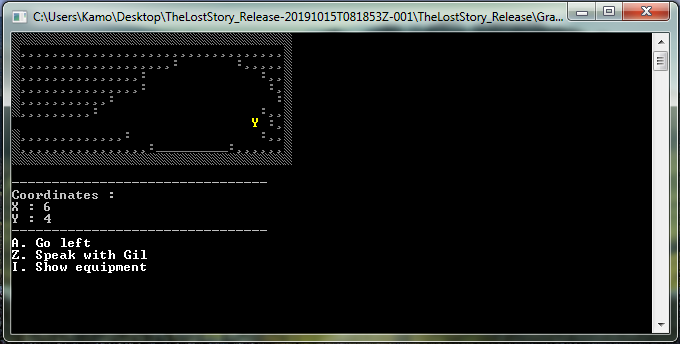 C:\Users\Kamo\Desktop\TheLostStory_Release-20191015T081853Z-001\TheLostStory_Release\Gra...
Y
Coordinates :
X : 6
Y : 4
A. Go left
Z. Speak with Gil
I. Show equipment